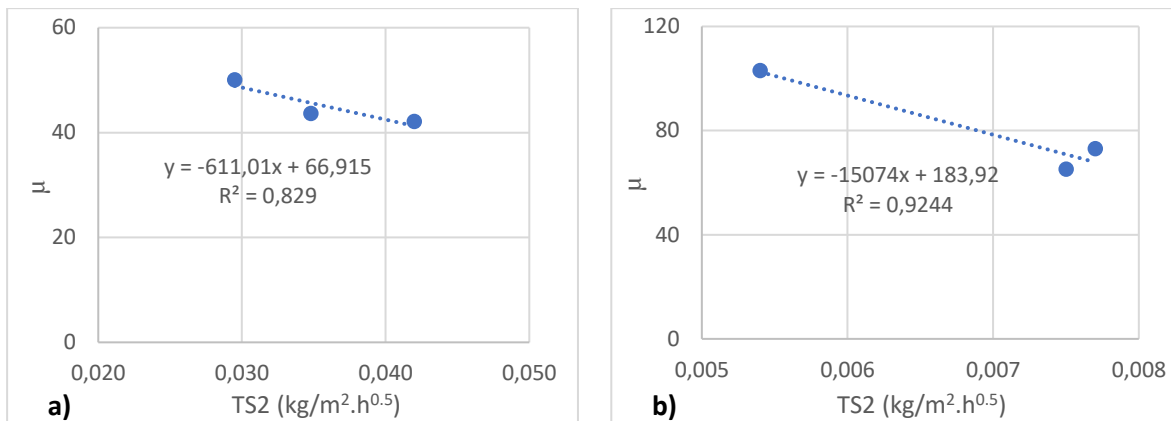 60
40
20
0
μ
y = -611,01x + 66,915
R² = 0,829
0,020 0,030 0,040 0,050
TS2 (kg/m².h⁰·⁵)
a)
120
80
40
0
μ
y = -15074x + 183,92
R² = 0,9244
0,005 0,006 0,007 0,008
TS2 (kg/m².h⁰·⁵)
b)